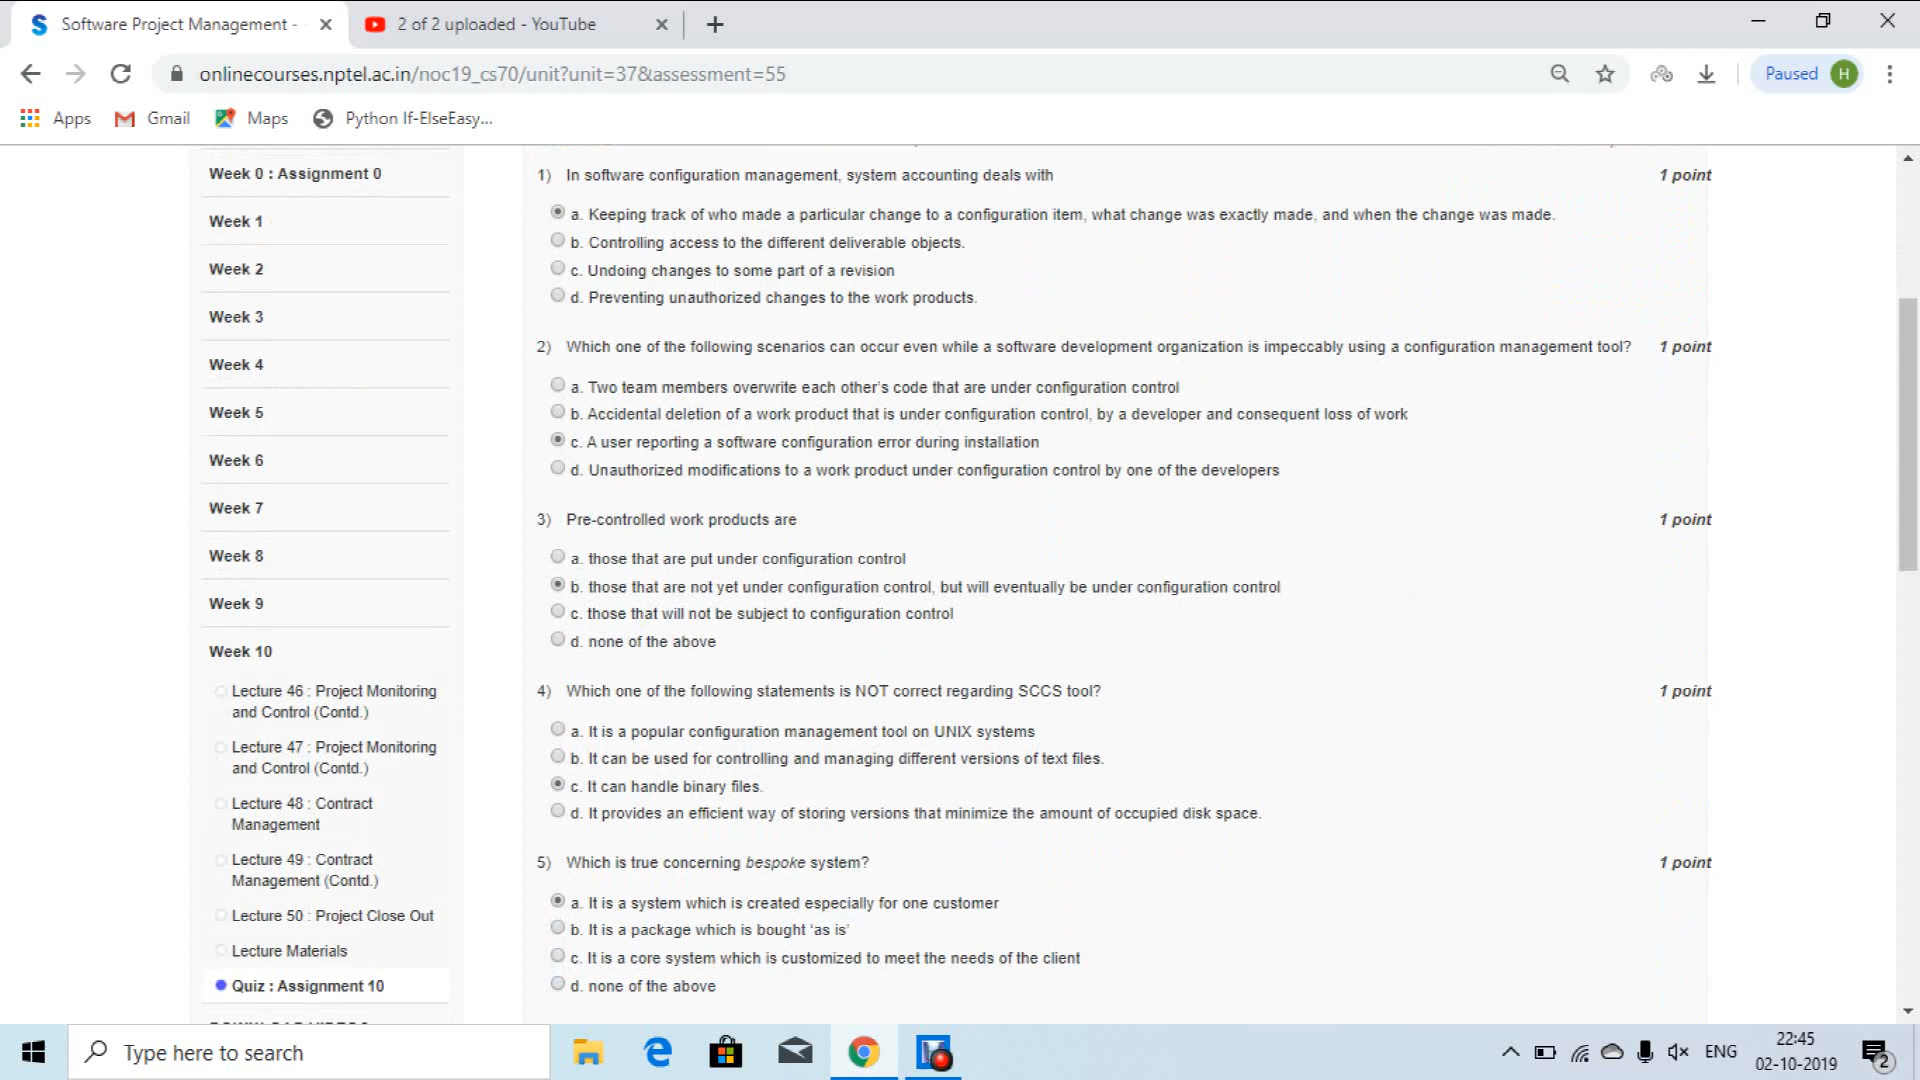 Software Project Management -
2 of 2 uploaded - YouTube
onlinecourses.nptel.ac.in/noc19_cs70/unit?unit=37&assessment=55
Paused
H
Apps
Gmail
Maps
Python If-ElseEasy...
Week 0 : Assignment 0
Week 1
Week 2
Week 3
Week 4
Week 5
Week 6
Week 7
Week 8
Week 9
Week 10
Lecture 46 : Project Monitoring
and Control (Contd.)
Lecture 47 : Project Monitoring
and Control (Contd.)
Lecture 48 : Contract
Management
Lecture 49 : Contract
Management (Contd.)
Lecture 50 : Project Close Out
Lecture Materials
Quiz : Assignment 10
1) In software configuration management, system accounting deals with 1 point
a. Keeping track of who made a particular change to a configuration item, what change was exactly made, and when the change was made.
b. Controlling access to the different deliverable objects.
c. Undoing changes to some part of a revision
d. Preventing unauthorized changes to the work products.
2) Which one of the following scenarios can occur even while a software development organization is impeccably using a configuration management tool? 1 point
a. Two team members overwrite each other's code that are under configuration control
b. Accidental deletion of a work product that is under configuration control, by a developer and consequent loss of work
c. A user reporting a software configuration error during installation
d. Unauthorized modifications to a work product under configuration control by one of the developers
3) Pre-controlled work products are 1 point
a. those that are put under configuration control
b. those that are not yet under configuration control, but will eventually be under configuration control
c. those that will not be subject to configuration control
d. none of the above
4) Which one of the following statements is NOT correct regarding SCCS tool? 1 point
a. It is a popular configuration management tool on UNIX systems
b. It can be used for controlling and managing different versions of text files.
c. It can handle binary files.
d. It provides an efficient way of storing versions that minimize the amount of occupied disk space.
5) Which is true concerning bespoke system? 1 point
a. It is a system which is created especially for one customer
b. It is a package which is bought ‘as is’
c. It is a core system which is customized to meet the needs of the client
d. none of the above
Type here to search
ENG
22:45
02-10-2019
2